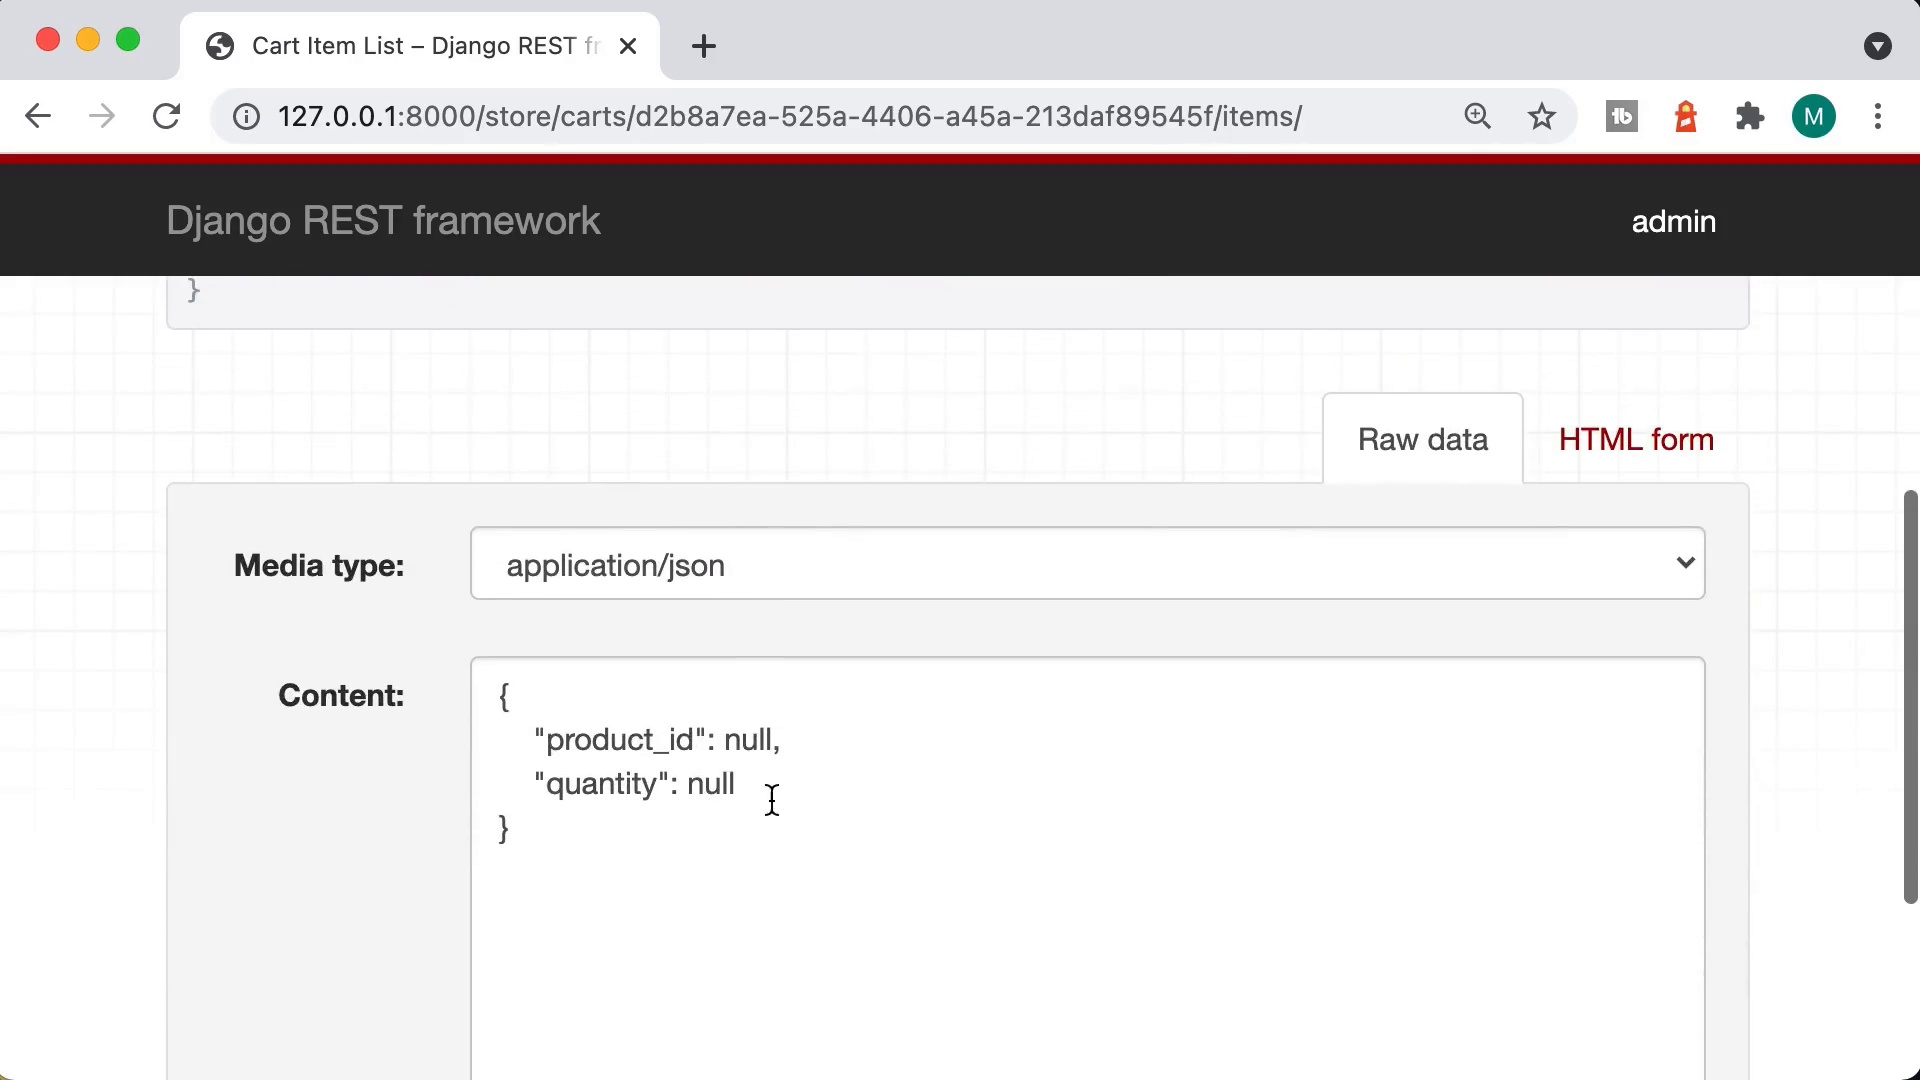 Cart Item List – Django REST fr
127.0.0.1:8000/store/carts/d2b8a7ea-525a-4406-a45a-213daf89545f/items/
tb
M
Django REST framework
admin
}
Raw data
HTML form
Media type:
application/json
Content:
{
"product_id": null,
"quantity": null
}